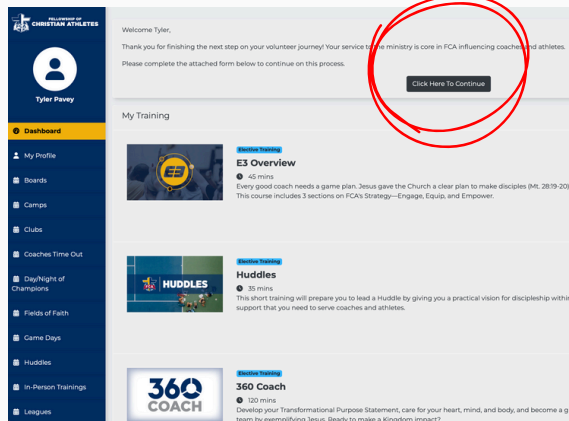 FELLOWSHIP OF
CHRISTIAN ATHLETES
Tyler Pavey
Dashboard
My Profile
Boards
Camps
Clubs
Coaches Time Out
Day/Night of
Champions
Fields of Faith
Game Days
Huddles
In-Person Trainings
Leagues
Welcome Tyler,
Thank you for finishing the next step on your volunteer journey! Your service to the ministry is core in FCA influencing coaches and athletes.
Please complete the attached form below to continue on this process.
Click Here To Continue
My Training
E3
Elective Training
E3 Overview
45 mins
Every good coach needs a game plan. Jesus gave the Church a clear plan to make disciples (Mt. 28:19-20)
This course includes 3 sections on FCA's Strategy—Engage, Equip, and Empower.
HUDDLES
Elective Training
Huddles
35 mins
This short training will prepare you to lead a Huddle by giving you a practical vision for discipleship within
support that you need to serve coaches and athletes.
360
COACH
Elective Training
360 Coach
120 mins
Develop your Transformational Purpose Statement, care for your heart, mind, and body, and become a g
team by exemplifying Jesus. Ready to make a Kingdom impact?